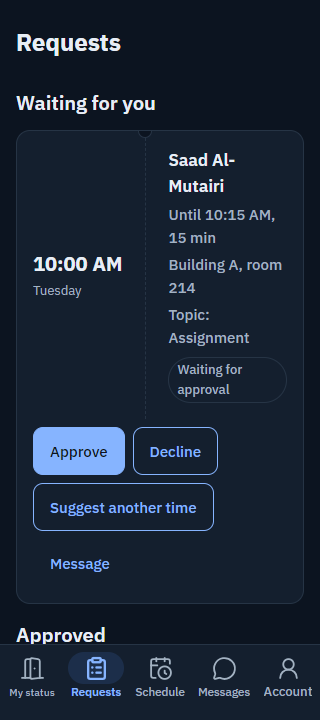 Requests
Waiting for you
10:00 AM
Tuesday
Saad Al-
Mutairi
Until 10:15 AM,
15 min
Building A, room
214
Topic:
Assignment
Waiting for
approval
Approve
Decline
Suggest another time
Message
Approved
My status
Requests
Schedule
Messages
Account